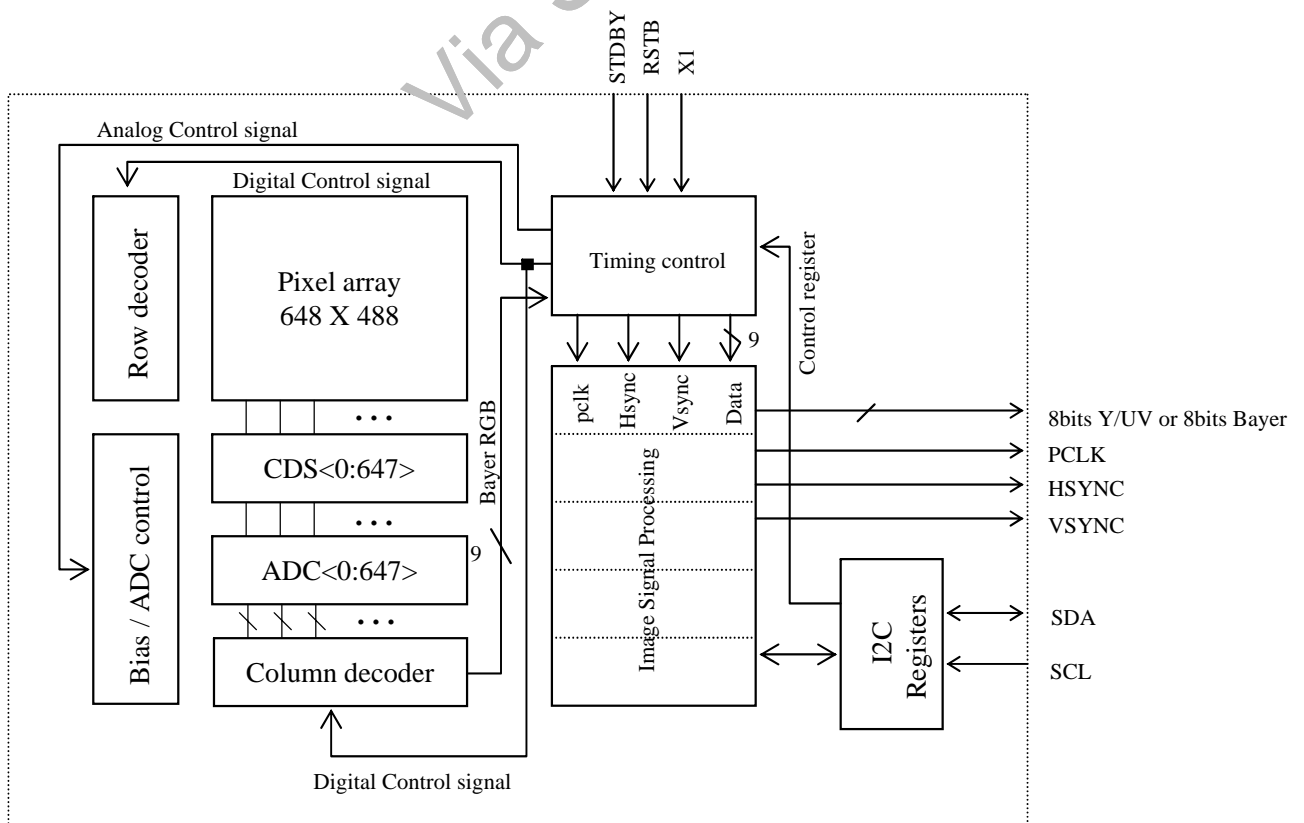 Via
STDBY
RSTB
X1
Analog Control signal
Digital Control signal
Row decoder
Pixel array
648 X 488
Timing control
Control register
9
pclk
Hsync
Vsync
Data
8bits Y/UV or 8bits Bayer
PCLK
HSYNC
VSYNC
Bias / ADC control
CDS<0:647>
Bayer RGB
9
ADC<0:647>
Image Signal Processing
Column decoder
I2C
Registers
SDA
SCL
Digital Control signal